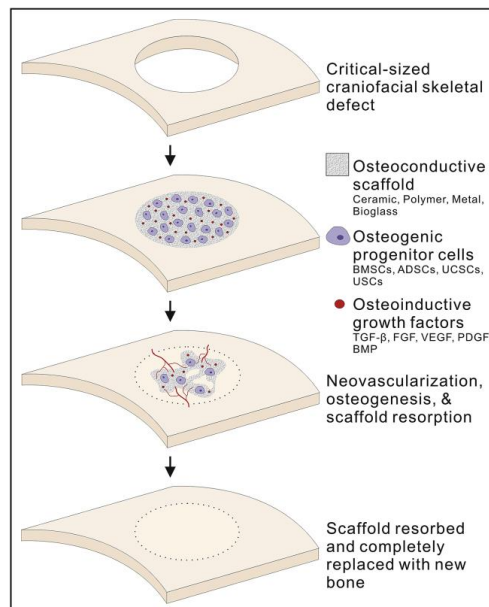 Critical-sized
craniofacial skeletal
defect
Osteoconductive
scaffold
Ceramic, Polymer, Metal,
Bioglass
Osteogenic
progenitor cells
BMSCs, ADSCs, UCSCs,
USCs
Osteoinductive
growth factors
TGF-β, FGF, VEGF, PDGF
BMP
Neovascularization,
osteogenesis, &
scaffold resorption
Scaffold resorbed
and completely
replaced with new
bone